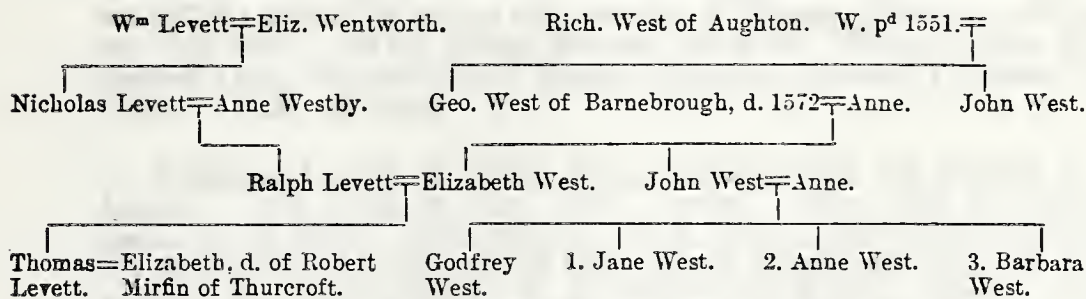 Wᵐ Levett=Eliz. Wentworth. Rich. West of Aughton. W. pᵈ 1551.=
Nicholas Levett=Anne Westby. Geo. West of Barnebrough, d. 1572=Anne. John West.
Ralph Levett=Elizabeth West. John West=Anne.
Thomas=Elizabeth, d. of Robert Godfrey 1. Jane West. 2. Anne West. 3. Barbara
Levett. Mirfin of Thurcroft. West. West.